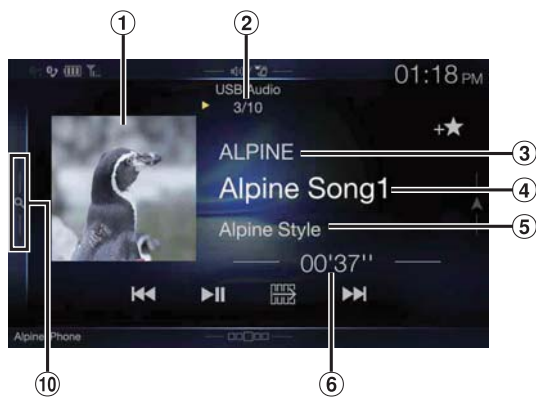 ① ②
01:18 PM
USB Audio
3/10
ALPINE ③
Alpine Song1 ④
Alpine Style ⑤
00'37''
Alpine Phone
⑩ ⑥